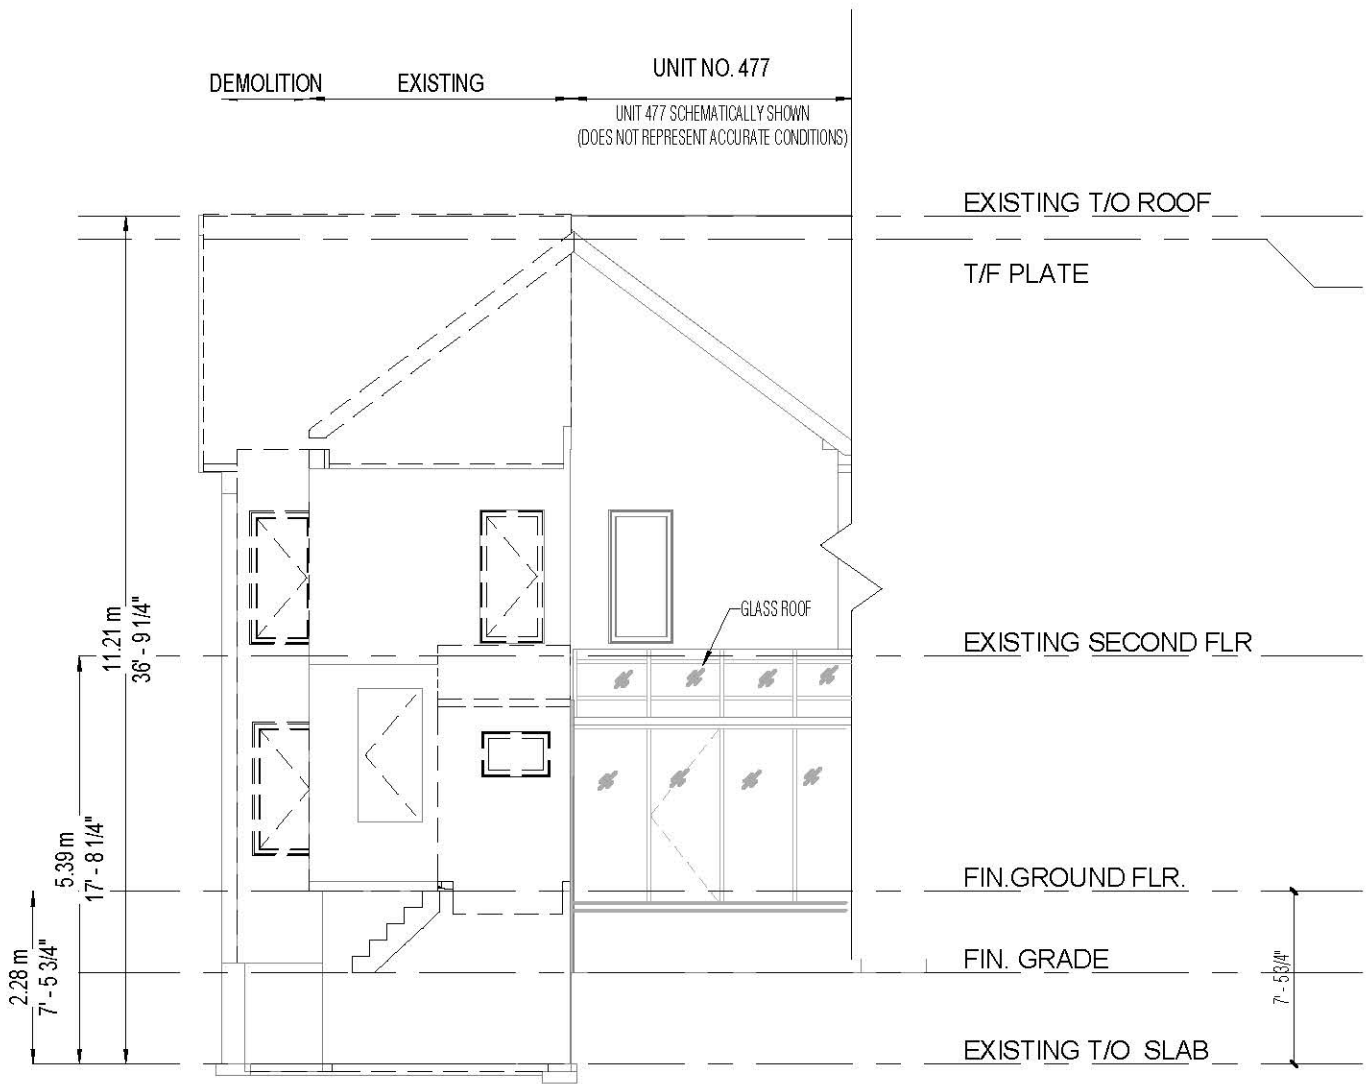 DEMOLITION
EXISTING
UNIT NO. 477
UNIT 477 SCHEMATICALLY SHOWN
(DOES NOT REPRESENT ACCURATE CONDITIONS)
EXISTING T/O ROOF
T/F PLATE
11.21 m
36' - 9 1/4"
GLASS ROOF
EXISTING SECOND FLR
5.39 m
17' - 8 1/4"
FIN.GROUND FLR.
2.28 m
7' - 5 3/4"
FIN. GRADE
7' - 5 3/4"
EXISTING T/O SLAB